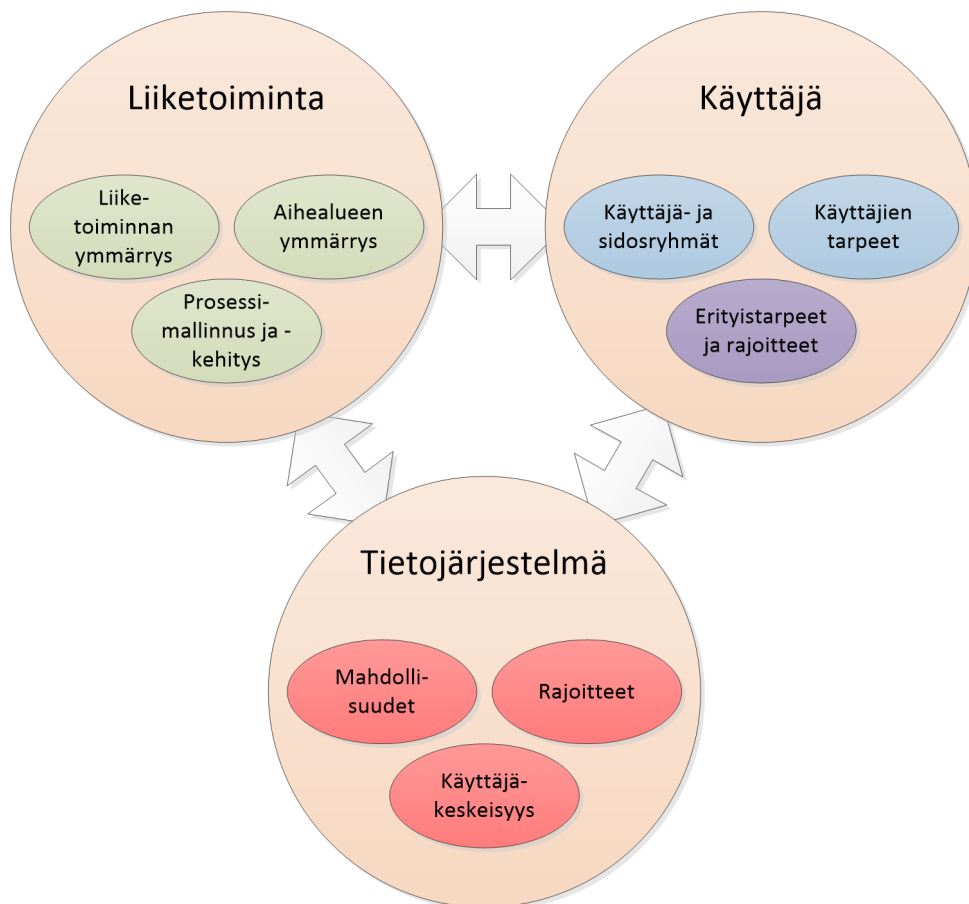 Liiketoiminta
Liike-
toiminnan
ymmärrys
Aihealueen
ymmärrys
Prosessi-
mallinnus ja -
kehitys
Käyttäjä
Käyttäjä- ja
sidosryhmät
Käyttäjien
tarpeet
Erityistarpeet
ja rajoitteet
Tietojärjestelmä
Mahdolli-
suudet
Rajoitteet
Käyttäjä-
keskeisyys